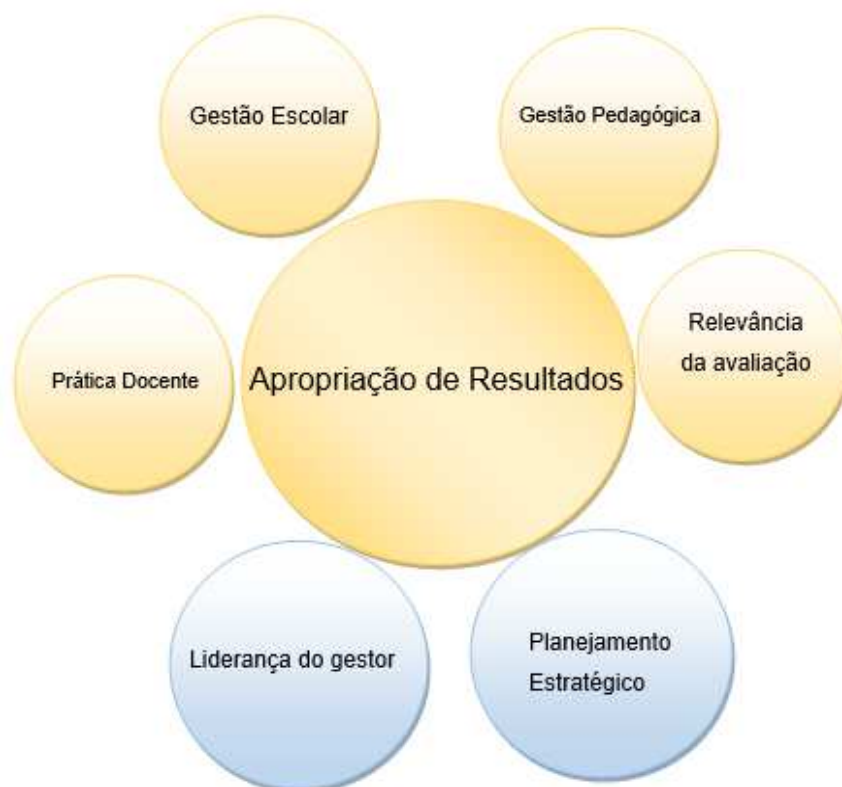 Gestão Escolar
Gestão Pedagógica
Relevância
da avaliação
Prática Docente
Apropriação de Resultados
Liderança do gestor
Planejamento
Estratégico